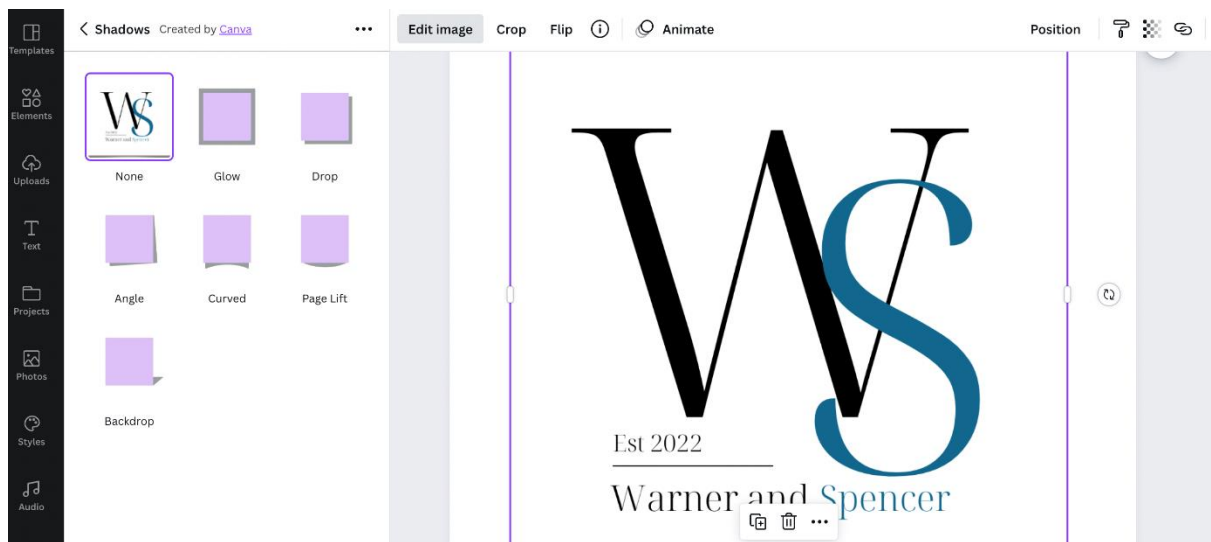 Templates
Elements
Uploads
Text
Projects
Photos
Styles
Audio
Shadows Created by Canva
None
Glow
Drop
Angle
Curved
Page Lift
Backdrop
Edit image Crop Flip Animate Position
WS
Est 2022
Warner and Spencer